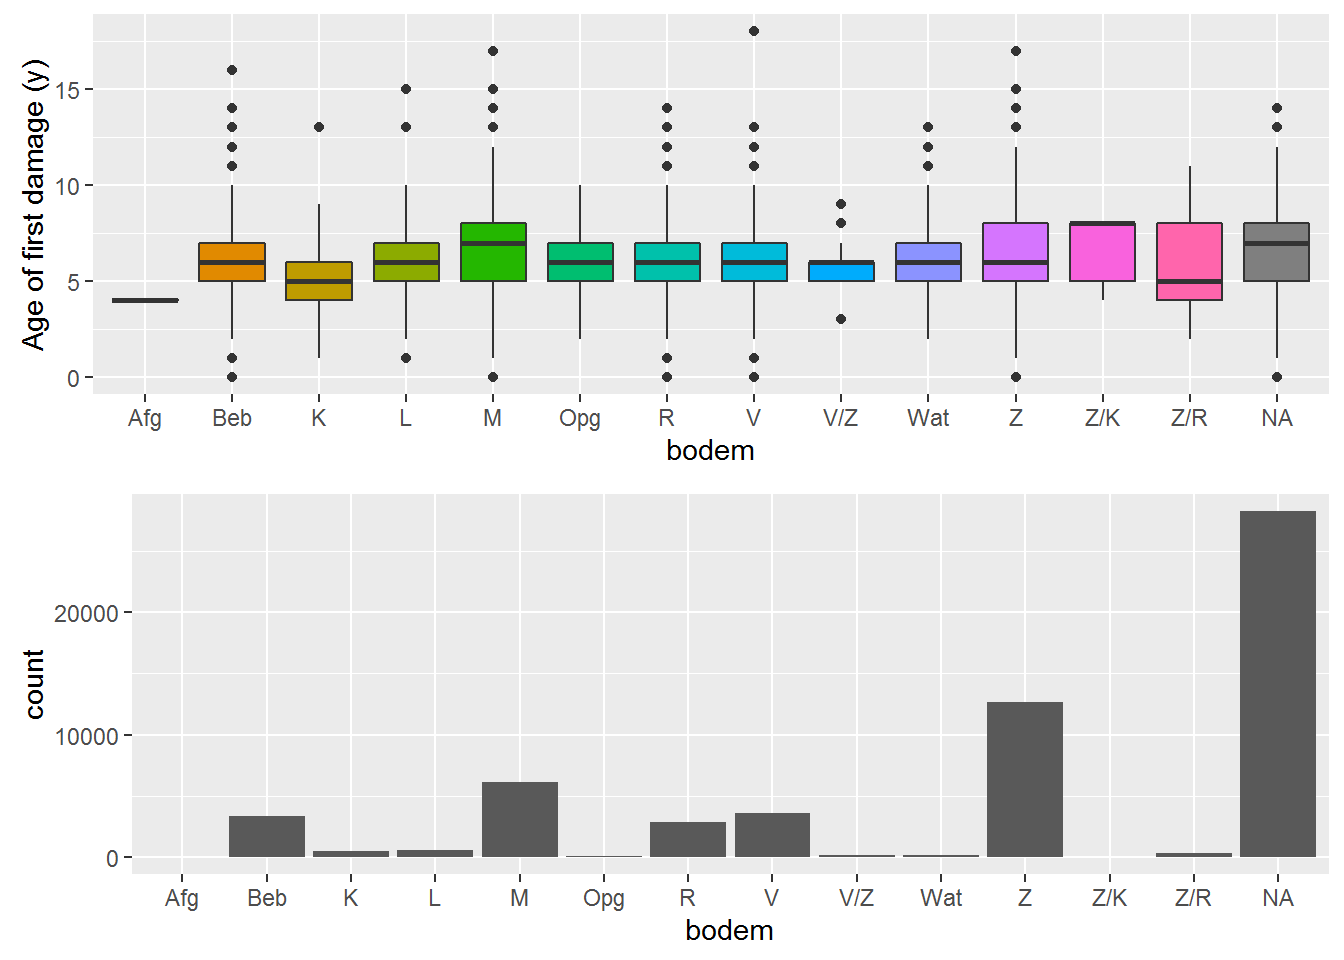 Age of first damage (y)
15
10
5
0
Afg Beb K L M Opg R V V/Z Wat Z Z/K Z/R NA
bodem
count
20000
10000
0
Afg Beb K L M Opg R V V/Z Wat Z Z/K Z/R NA
bodem